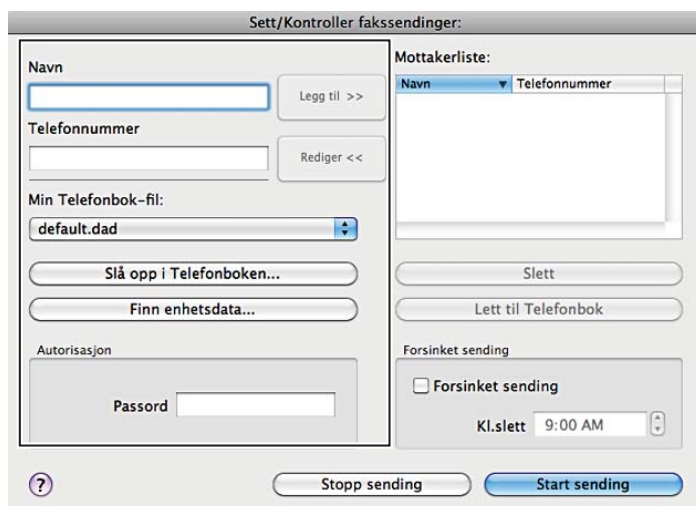 Sett/Kontroller fakssendinger:
Navn
Legg til >>
Telefonnummer
Rediger <<
Min Telefonbok-fil:
default.dad
Slå opp i Telefonboken...
Finn enhetsdata...
Autorisasjon
Passord
Mottakerliste:
Navn Telefonnummer
Slett
Lett til Telefonbok
Forsinket sending
Forsinket sending
Kl.slett 9:00 AM
?
Stopp sending
Start sending